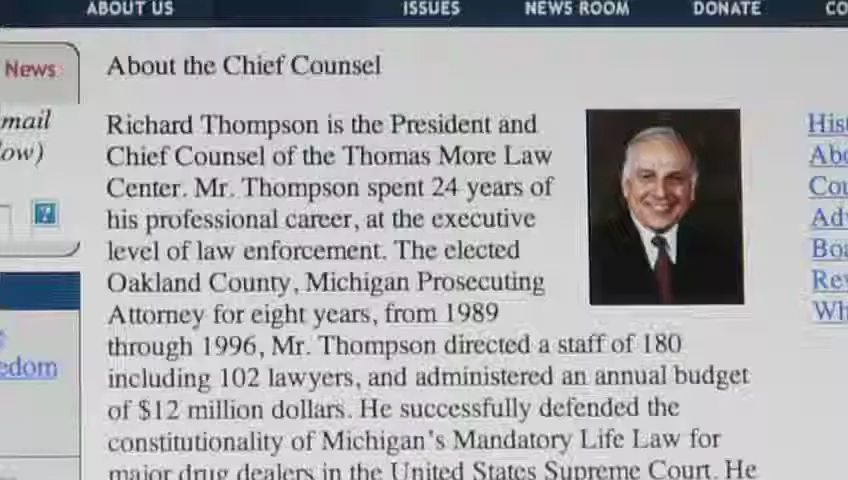 ABOUT US ISSUES NEWS ROOM DONATE
News
About the Chief Counsel
Richard Thompson is the President and
Chief Counsel of the Thomas More Law
Center. Mr. Thompson spent 24 years of
his professional career, at the executive
level of law enforcement. The elected
Oakland County, Michigan Prosecuting
Attorney for eight years, from 1989
through 1996, Mr. Thompson directed a staff of 180
including 102 lawyers, and administered an annual budget
of $12 million dollars. He successfully defended the
constitutionality of Michigan's Mandatory Life Law for
major drug dealers in the United States Supreme Court. He